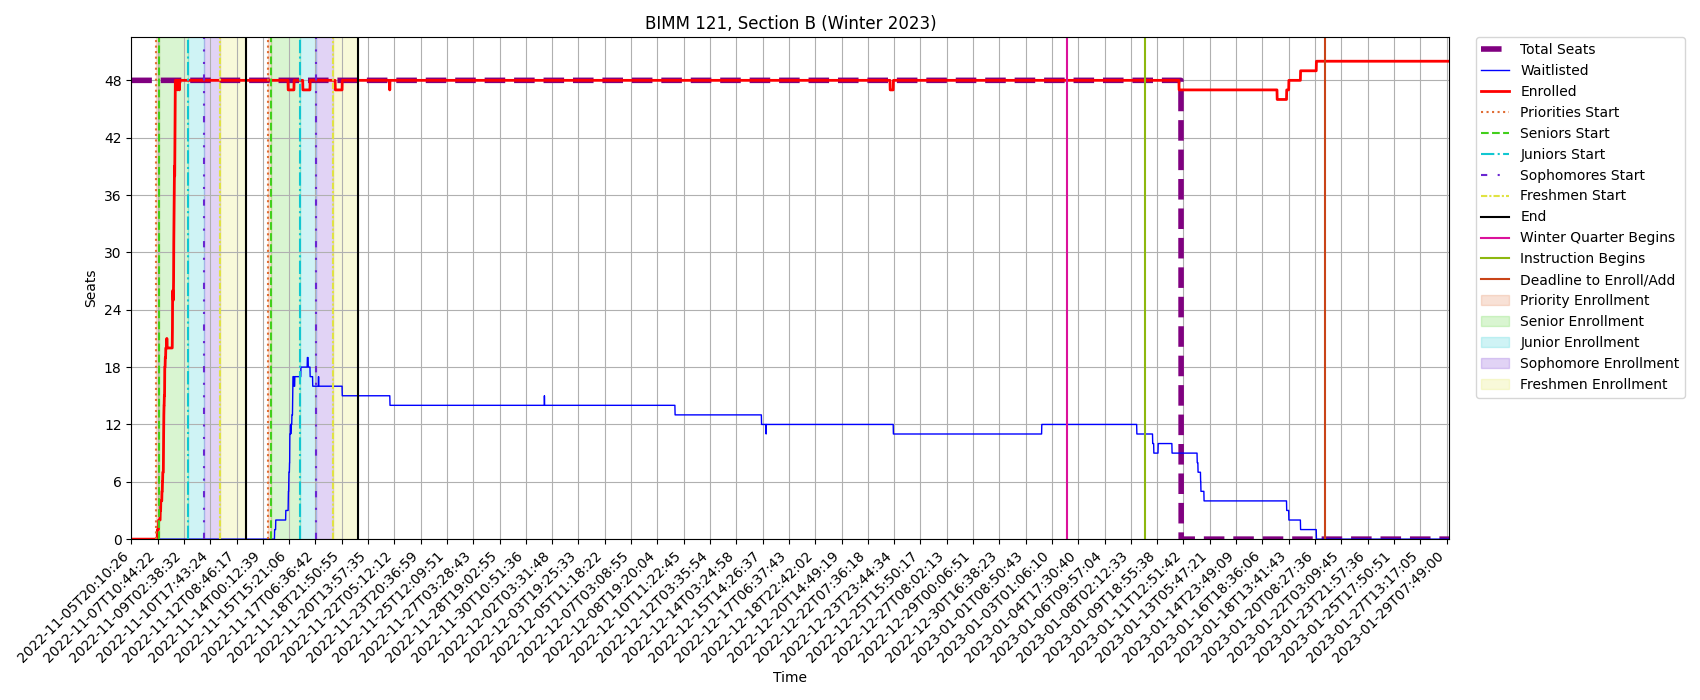 BIMM 121, Section B (Winter 2023)
Seats
48
42
36
30
24
18
12
6
0
2022-11-05T20:10:26
2022-11-07T10:44:22
2022-11-09T02:38:32
2022-11-10T17:43:24
2022-11-12T08:46:17
2022-11-14T00:12:39
2022-11-15T15:21:06
2022-11-17T06:36:42
2022-11-18T21:50:55
2022-11-20T13:57:35
2022-11-22T05:12:12
2022-11-23T20:36:59
2022-11-25T12:09:51
2022-11-27T03:28:43
2022-11-28T19:02:55
2022-11-30T10:51:36
2022-12-02T03:31:48
2022-12-03T19:25:33
2022-12-05T11:18:22
2022-12-07T03:08:55
2022-12-08T19:20:04
2022-12-10T11:22:45
2022-12-12T03:35:54
2022-12-14T03:24:58
2022-12-15T14:26:37
2022-12-17T06:37:43
2022-12-18T22:42:02
2022-12-20T14:49:19
2022-12-22T07:36:18
2022-12-23T23:44:34
2022-12-25T15:50:17
2022-12-27T08:02:13
2022-12-29T00:06:51
2022-12-30T16:38:23
2023-01-01T08:50:43
2023-01-03T01:06:10
2023-01-04T17:30:40
2023-01-06T09:57:04
2023-01-08T02:12:33
2023-01-09T18:55:38
2023-01-11T12:51:42
2023-01-13T05:47:21
2023-01-14T23:49:09
2023-01-16T18:36:06
2023-01-18T13:41:43
2023-01-20T08:27:36
2023-01-22T03:09:45
2023-01-23T21:57:36
2023-01-25T17:50:51
2023-01-27T13:17:05
2023-01-29T07:49:00
Time
Total Seats
Waitlisted
Enrolled
Priorities Start
Seniors Start
Juniors Start
Sophomores Start
Freshmen Start
End
Winter Quarter Begins
Instruction Begins
Deadline to Enroll/Add
Priority Enrollment
Senior Enrollment
Junior Enrollment
Sophomore Enrollment
Freshmen Enrollment